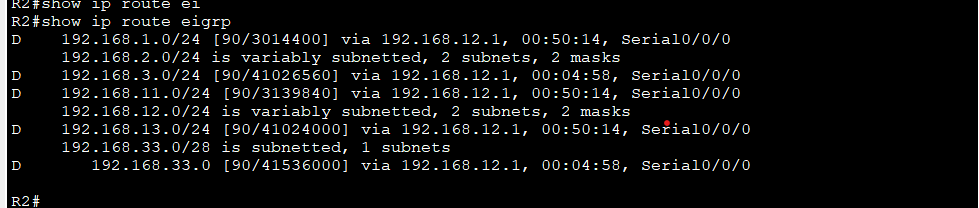 R2#show ip route ei
R2#show ip route eigrp
D    192.168.1.0/24 [90/3014400] via 192.168.12.1, 00:50:14, Serial0/0/0
     192.168.2.0/24 is variably subnetted, 2 subnets, 2 masks
D    192.168.3.0/24 [90/41026560] via 192.168.12.1, 00:04:58, Serial0/0/0
D    192.168.11.0/24 [90/3139840] via 192.168.12.1, 00:50:14, Serial0/0/0
     192.168.12.0/24 is variably subnetted, 2 subnets, 2 masks
D    192.168.13.0/24 [90/41024000] via 192.168.12.1, 00:50:14, Serial0/0/0
     192.168.33.0/28 is subnetted, 1 subnets
D       192.168.33.0 [90/41536000] via 192.168.12.1, 00:04:58, Serial0/0/0
R2#